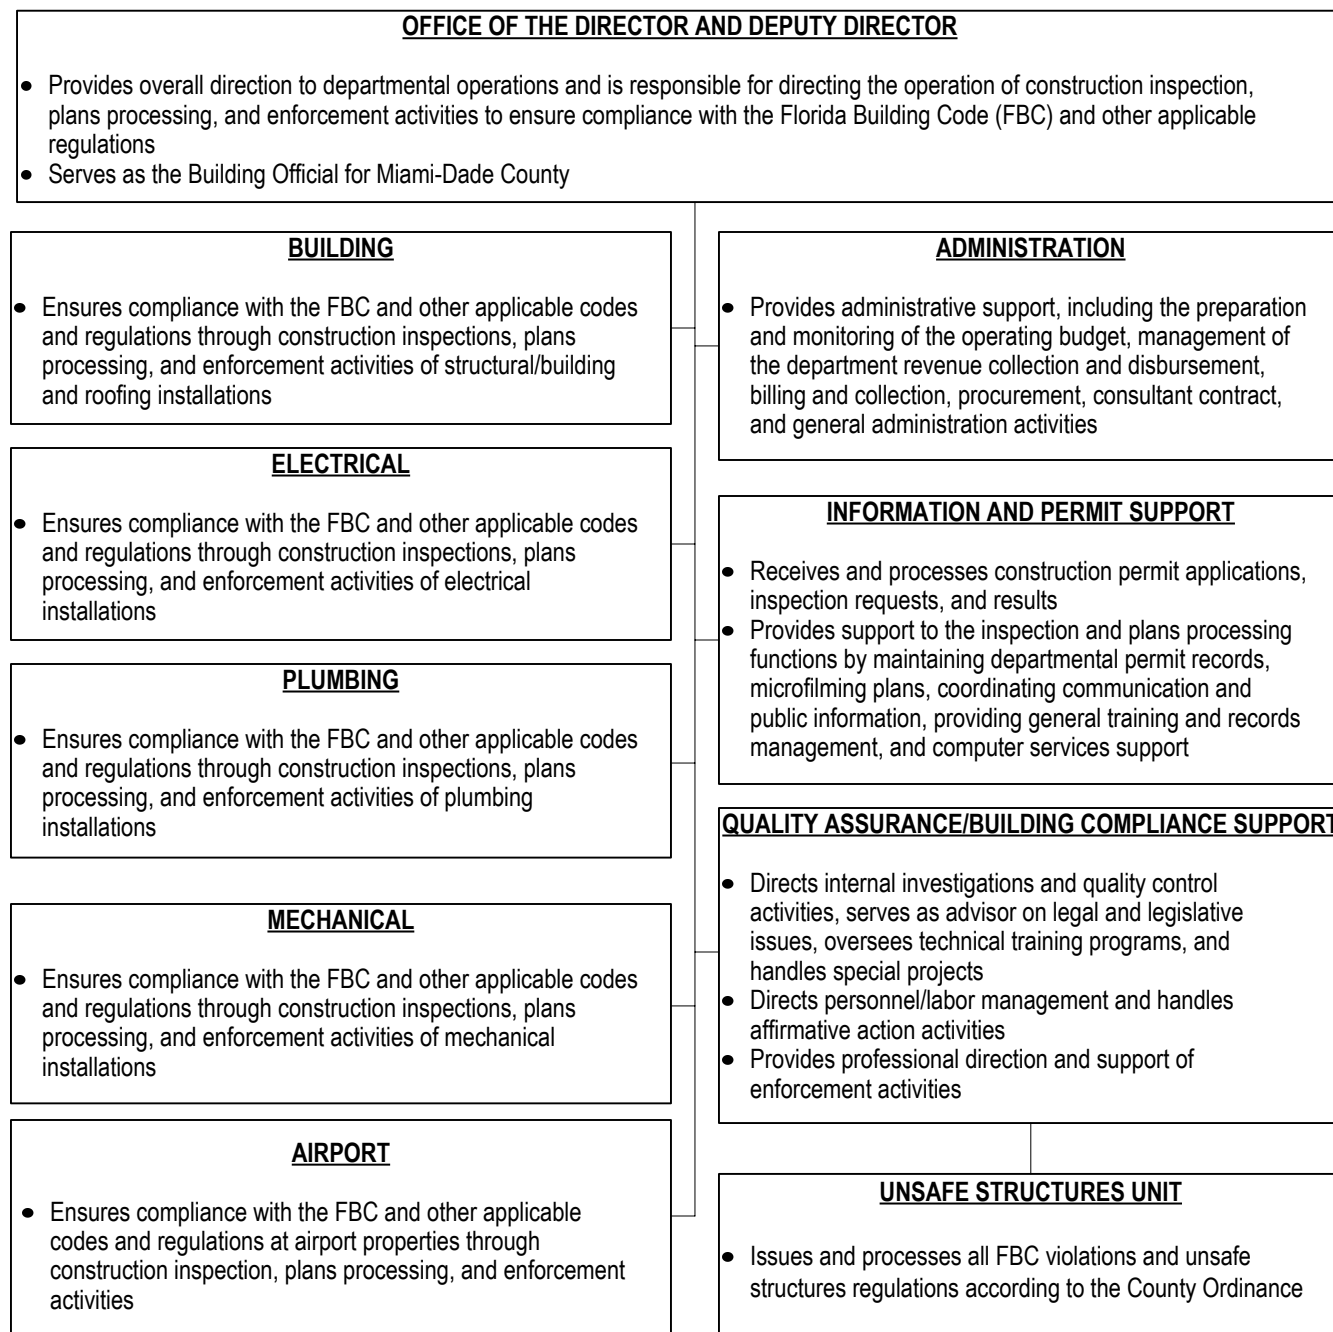 OFFICE OF THE DIRECTOR AND DEPUTY DIRECTOR
• Provides overall direction to departmental operations and is responsible for directing the operation of construction inspection,
plans processing, and enforcement activities to ensure compliance with the Florida Building Code (FBC) and other applicable
regulations
• Serves as the Building Official for Miami-Dade County
BUILDING
• Ensures compliance with the FBC and other applicable codes
and regulations through construction inspections, plans
processing, and enforcement activities of structural/building
and roofing installations
ELECTRICAL
• Ensures compliance with the FBC and other applicable codes
and regulations through construction inspections, plans
processing, and enforcement activities of electrical
installations
PLUMBING
• Ensures compliance with the FBC and other applicable codes
and regulations through construction inspections, plans
processing, and enforcement activities of plumbing
installations
MECHANICAL
• Ensures compliance with the FBC and other applicable codes
and regulations through construction inspections, plans
processing, and enforcement activities of mechanical
installations
AIRPORT
• Ensures compliance with the FBC and other applicable
codes and regulations at airport properties through
construction inspection, plans processing, and enforcement
activities
ADMINISTRATION
• Provides administrative support, including the preparation
and monitoring of the operating budget, management of
the department revenue collection and disbursement,
billing and collection, procurement, consultant contract,
and general administration activities
INFORMATION AND PERMIT SUPPORT
• Receives and processes construction permit applications,
inspection requests, and results
• Provides support to the inspection and plans processing
functions by maintaining departmental permit records,
microfilming plans, coordinating communication and
public information, providing general training and records
management, and computer services support
QUALITY ASSURANCE/BUILDING COMPLIANCE SUPPORT
• Directs internal investigations and quality control
activities, serves as advisor on legal and legislative
issues, oversees technical training programs, and
handles special projects
• Directs personnel/labor management and handles
affirmative action activities
• Provides professional direction and support of
enforcement activities
UNSAFE STRUCTURES UNIT
• Issues and processes all FBC violations and unsafe
structures regulations according to the County Ordinance